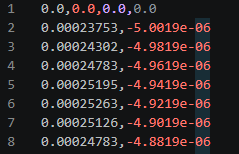 1 0.0,0.0,0.0,0.0
2 0.00023753,-5.0019e-06
3 0.00024302,-4.9819e-06
4 0.00024783,-4.9619e-06
5 0.00025195,-4.9419e-06
6 0.00025263,-4.9219e-06
7 0.00025126,-4.9019e-06
8 0.00024783,-4.8819e-06